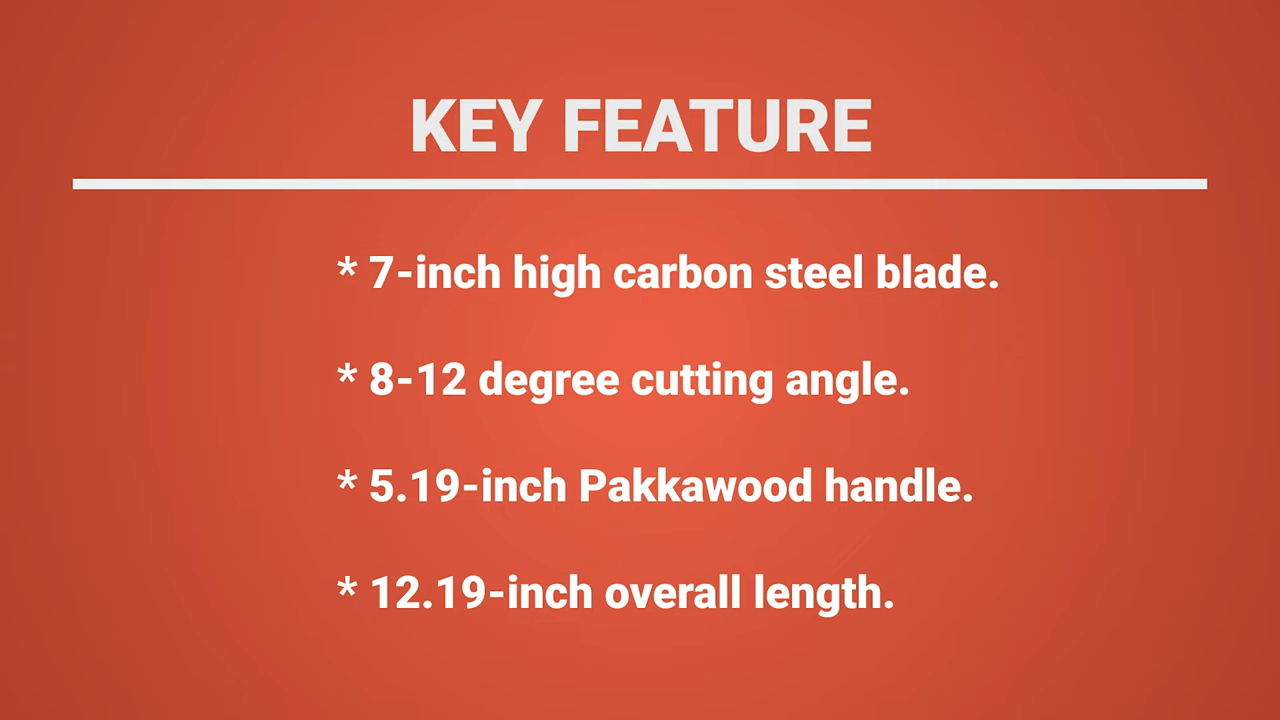 KEY FEATURE
* 7-inch high carbon steel blade.
* 8-12 degree cutting angle.
* 5.19-inch Pakkawood handle.
* 12.19-inch overall length.